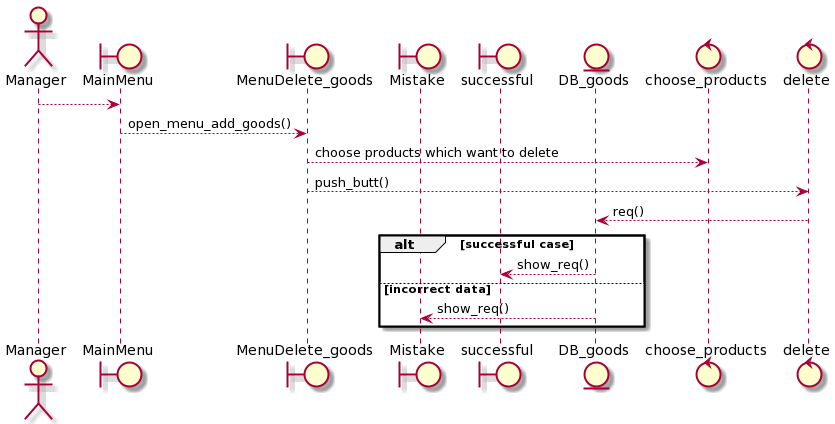 Manager MainMenu MenuDelete_goods Mistake successful DB_goods choose_products delete
open_menu_add_goods()
choose products which want to delete
push_butt()
req()
alt [successful case]
show_req()
[incorrect data]
show_req()
Manager MainMenu MenuDelete_goods Mistake successful DB_goods choose_products delete